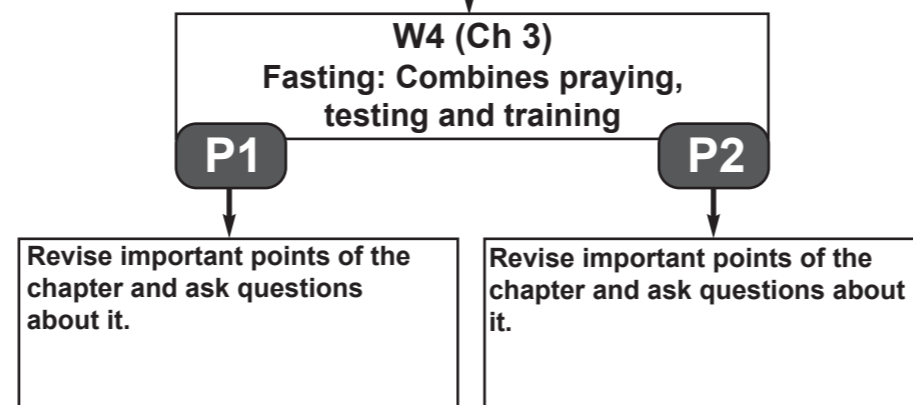 W4 (Ch 3)
Fasting: Combines praying,
testing and training
P1
P2
Revise important points of the
chapter and ask questions
about it.
Revise important points of the
chapter and ask questions about
it.